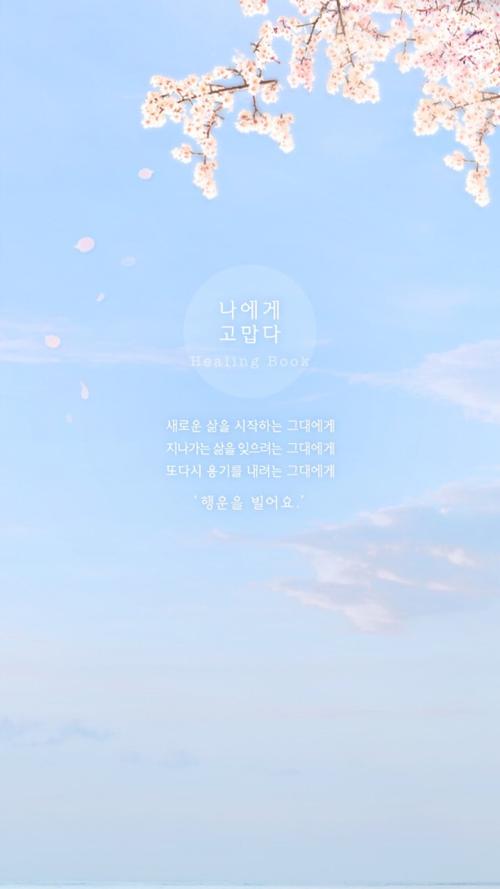 나에게
고맙다
Healing Book
새로운 삶을 시작하는 그대에게
지나가는 삶을 잊으려는 그대에게
또다시 용기를 내려는 그대에게
'행운을 빌어요.'